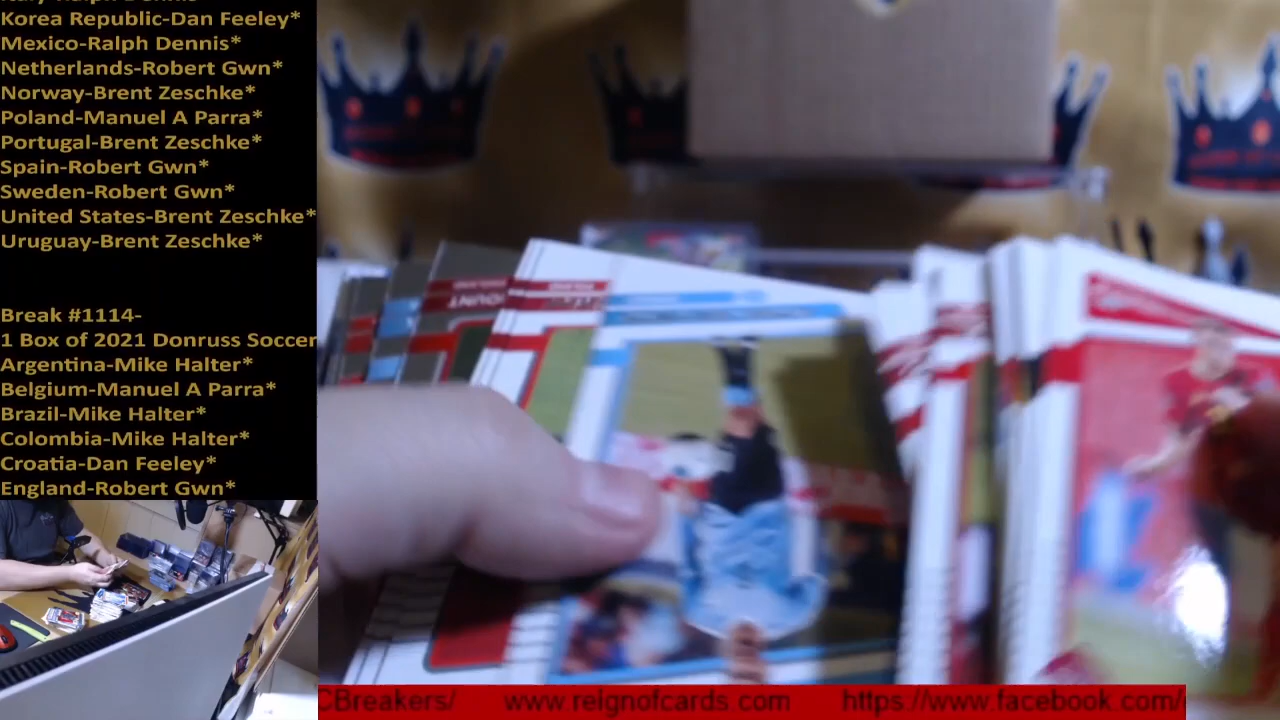 Korea Republic-Dan Feeley*
Mexico-Ralph Dennis*
Netherlands-Robert Gwn*
Norway-Brent Zeschke*
Poland-Manuel A Parra*
Portugal-Brent Zeschke*
Spain-Robert Gwn*
Sweden-Robert Gwn*
United States-Brent Zeschke*
Uruguay-Brent Zeschke*
Break #1114-
1 Box of 2021 Donruss Soccer
Argentina-Mike Halter*
Belgium-Manuel A Parra*
Brazil-Mike Halter*
Colombia-Mike Halter*
Croatia-Dan Feeley*
England-Robert Gwn*
CBreakers/ www.reignofcards.com https://www.facebook.com/